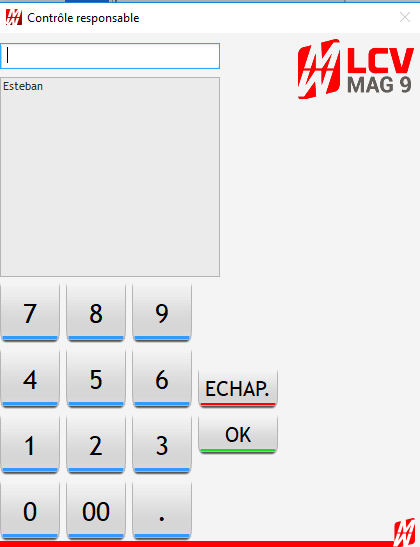 Contrôle responsable
LCV
MAG 9
Esteban
7 8 9
4 5 6
ECHAP.
1 2 3
OK
0 00 .